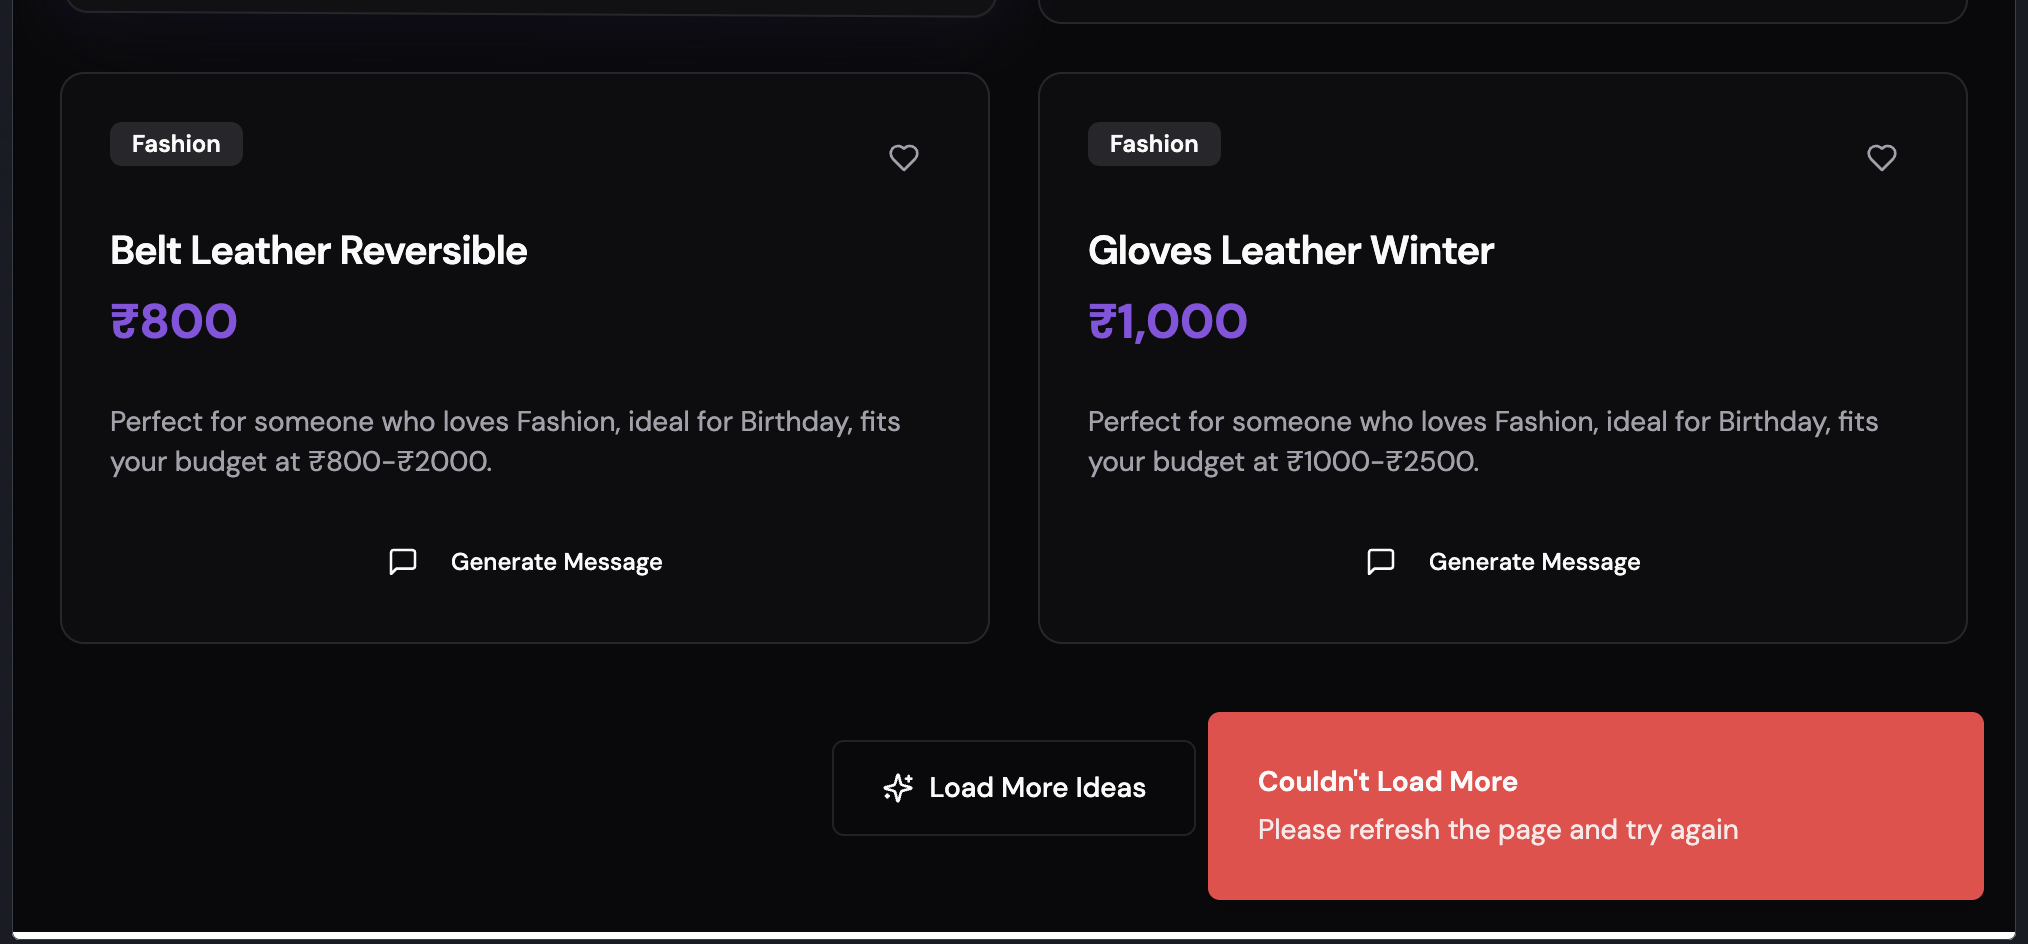 Fashion
Belt Leather Reversible
₹800
Perfect for someone who loves Fashion, ideal for Birthday, fits
your budget at ₹800-₹2000.
Generate Message
Fashion
Gloves Leather Winter
₹1,000
Perfect for someone who loves Fashion, ideal for Birthday, fits
your budget at ₹1000-₹2500.
Generate Message
Load More Ideas
Couldn't Load More
Please refresh the page and try again